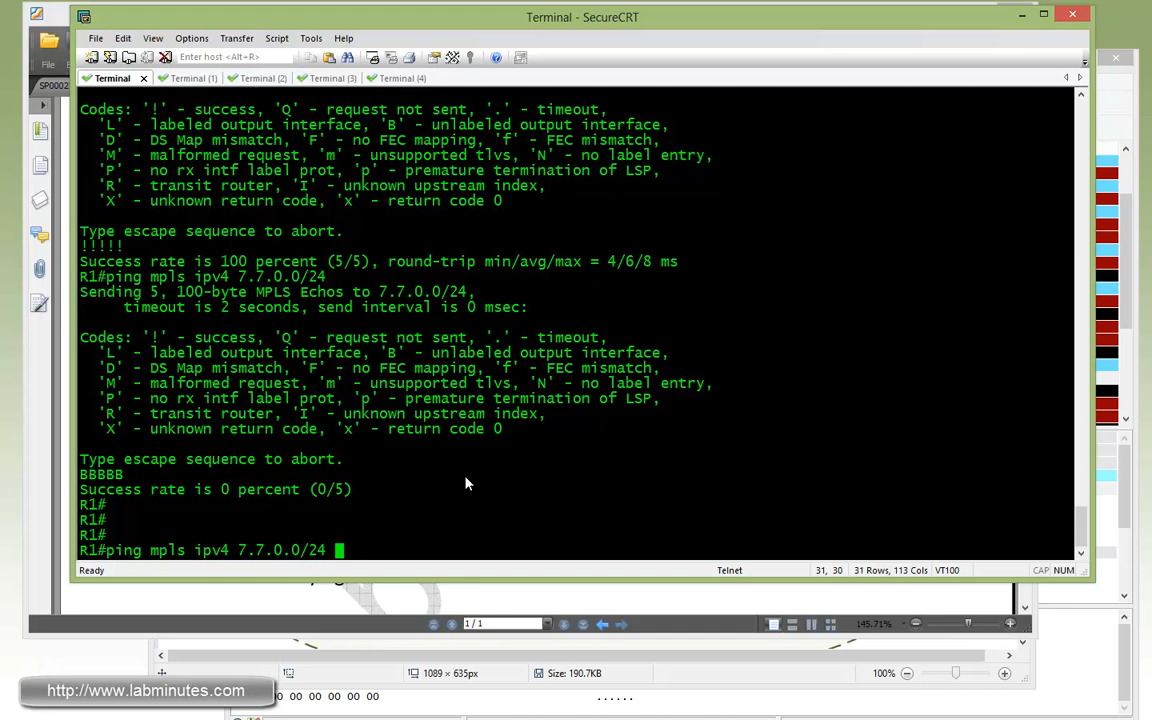 Terminal - SecureCRT
File Edit View Options Transfer Script Tools Help
Enter host <Alt+R>
File
Terminal
Terminal (1)
Terminal (2)
Terminal (3)
Terminal (4)
SP0002
Codes: '!' - success, 'Q' - request not sent, '.' - timeout,
'L' - labeled output interface, 'B' - unlabeled output interface,
'D' - DS Map mismatch, 'F' - no FEC mapping, 'f' - FEC mismatch,
'M' - malformed request, 'm' - unsupported tlvs, 'N' - no label entry,
'P' - no rx intf label prot, 'p' - premature termination of LSP,
'R' - transit router, 'I' - unknown upstream index,
'X' - unknown return code, 'x' - return code 0
Type escape sequence to abort.
!!!!!
Success rate is 100 percent (5/5), round-trip min/avg/max = 4/6/8 ms
R1#ping mpls ipv4 7.7.0.0/24
Sending 5, 100-byte MPLS Echos to 7.7.0.0/24,
timeout is 2 seconds, send interval is 0 msec:
Codes: '!' - success, 'Q' - request not sent, '.' - timeout,
'L' - labeled output interface, 'B' - unlabeled output interface,
'D' - DS Map mismatch, 'F' - no FEC mapping, 'f' - FEC mismatch,
'M' - malformed request, 'm' - unsupported tlvs, 'N' - no label entry,
'P' - no rx intf label prot, 'p' - premature termination of LSP,
'R' - transit router, 'I' - unknown upstream index,
'X' - unknown return code, 'x' - return code 0
Type escape sequence to abort.
BBBBB
Success rate is 0 percent (0/5)
R1#
R1#
R1#
R1#ping mpls ipv4 7.7.0.0/24
Ready Telnet 31, 30 31 Rows, 113 Cols VT100 CAP NUM
1 / 1 145.71%
1089 × 635px Size: 190.7KB 100%
http://www.labminutes.com
00 00 00 00 00 ......